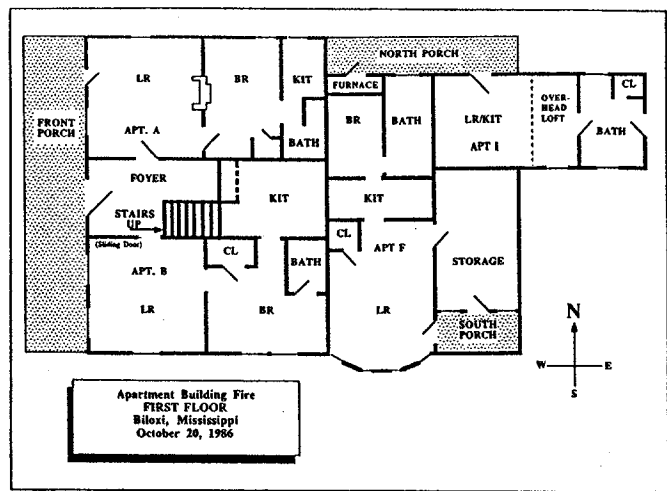 NORTH PORCH
LR
BR
KIT
FURNACE
CL
FRONT
PORCH
BR
BATH
LR/KIT
OVER-
HEAD
LOFT
APT. A
BATH
APT I
BATH
FOYER
KIT
KIT
STAIRS
UP
(Sliding Door)
CL
CL
APT F
BATH
STORAGE
APT. B
LR
BR
LR
SOUTH
PORCH
N
W
E
S
Apartment Building Fire
FIRST FLOOR
Biloxi, Mississippi
October 20, 1986